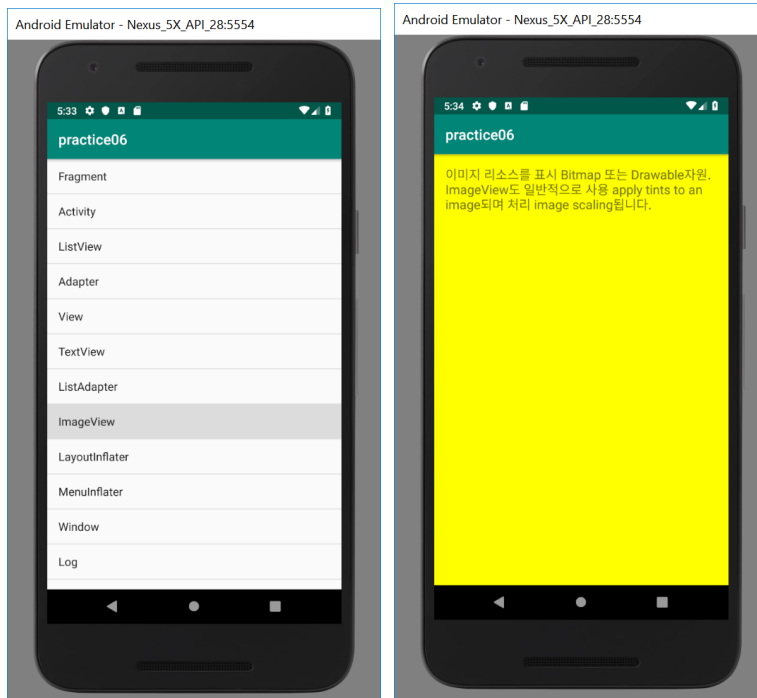 Android Emulator - Nexus_5X_API_28:5554
5:33
practice06
Fragment
Activity
ListView
Adapter
View
TextView
ListAdapter
ImageView
LayoutInflater
MenuInflater
Window
Log
Android Emulator - Nexus_5X_API_28:5554
5:34
practice06
이미지 리소스를 표시 Bitmap 또는 Drawable자원.
ImageView도 일반적으로 사용 apply tints to an
image되며 처리 image scaling됩니다.